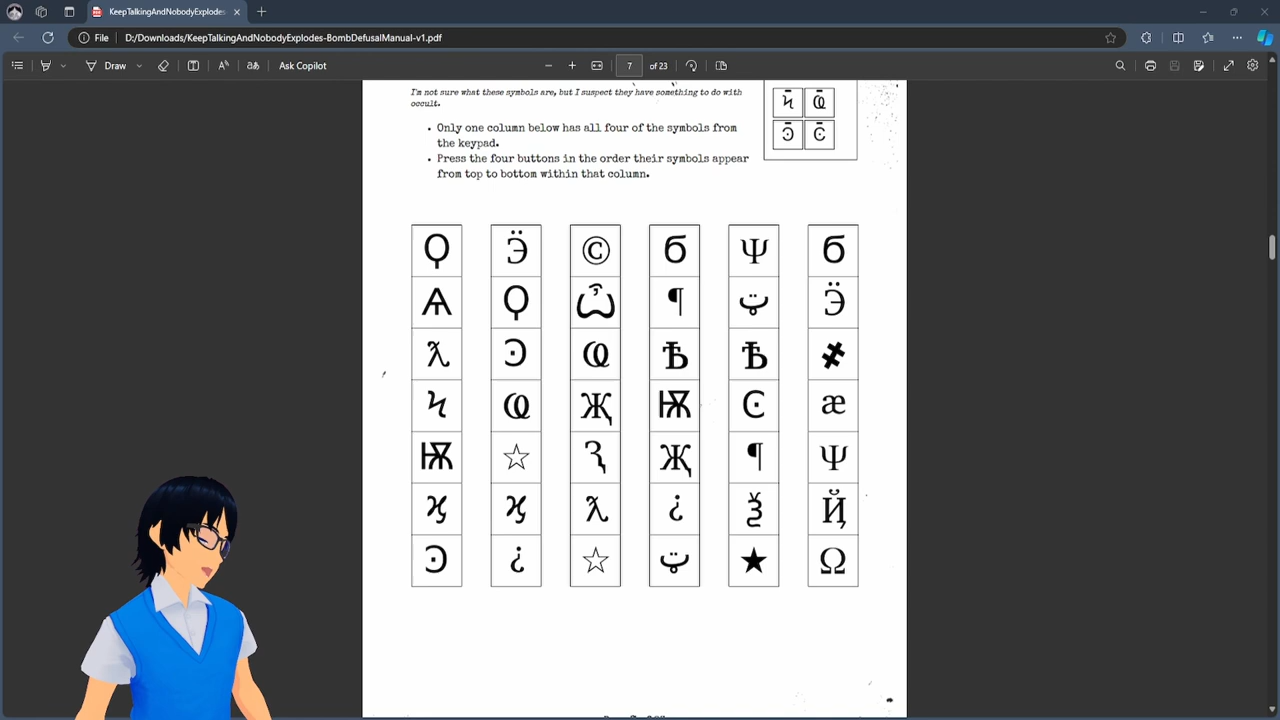 KeepTalkingAndNobodyExplodes
File D:/Downloads/KeepTalkingAndNobodyExplodes-BombDefusalManual-v1.pdf
Draw Ask Copilot 7 of 23
I'm not sure what these symbols are, but I suspect they have something to do with
occult.
• Only one column below has all four of the symbols from
the keypad.
• Press the four buttons in the order their symbols appear
from top to bottom within that column.
Ϙ Ӭ © б Ψ б
Ѧ Ϙ Ѽ ¶ ټ Ӭ
ƛ Ͽ Ҩ Ѣ Ѣ ҂
Ϟ Ҩ Җ Ѭ Ͼ æ
Ѭ ☆ Ԇ Җ ¶ Ψ
ϗ ϗ ƛ ¿ Ѯ Ҋ
Ͽ ¿ ☆ ټ ★ Ω